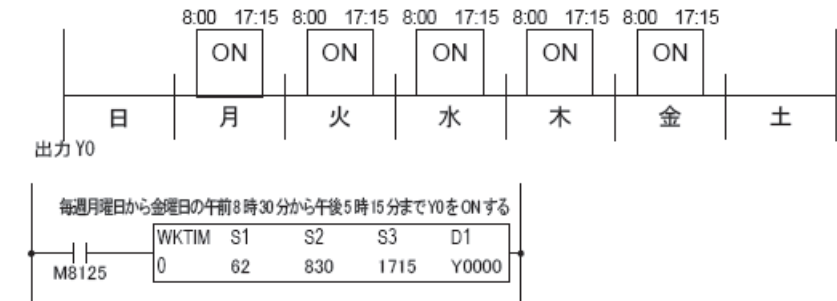 8:00 17:15 8:00 17:15 8:00 17:15 8:00 17:15 8:00 17:15
ON ON ON ON ON
日 月 火 水 木 金 土
出力 Y0
毎週月曜日から金曜日の午前8時30分から午後5時15分までY0をONする
WKTIM S1 S2 S3 D1
0 62 830 1715 Y0000
M8125